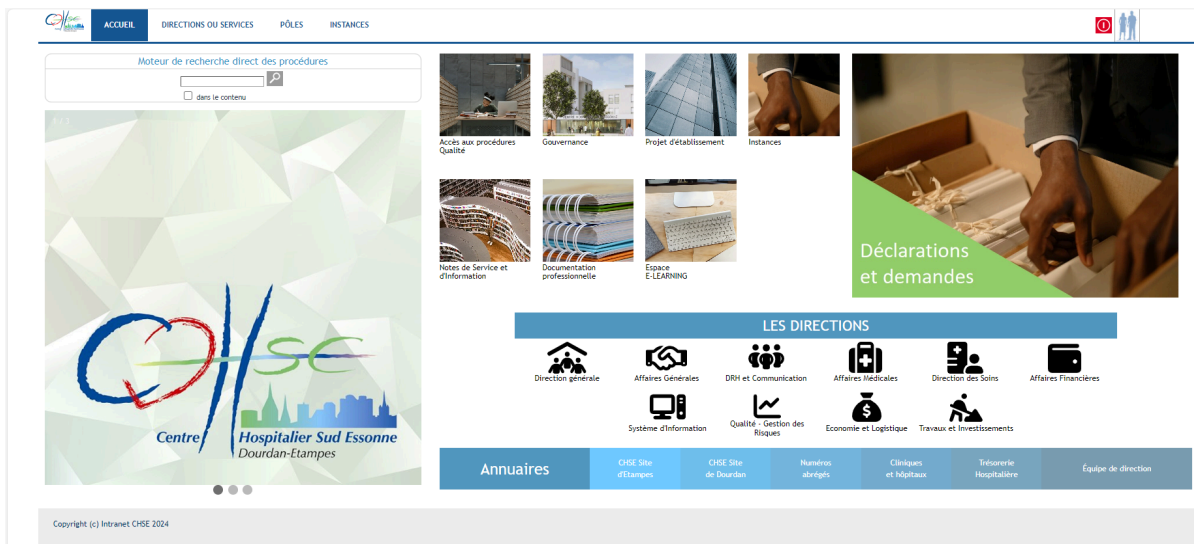 ACCUEIL
DIRECTIONS OU SERVICES
PÔLES
INSTANCES
Moteur de recherche direct des procédures
dans le contenu
CHSE
Centre Hospitalier Sud Essonne
Dourdan-Etampes
Accès aux procédures
Qualité
Gouvernance
Projet d'établissement
Instances
Notes de Service et
d'Information
Documentation
professionnelle
Espace
E-LEARNING
Déclarations
et demandes
LES DIRECTIONS
Direction générale
Affaires Générales
DRH et Communication
Affaires Médicales
Direction des Soins
Affaires Financières
Système d'Information
Qualité - Gestion des
Risques
Economie et Logistique
Travaux et Investissements
Annuaires
CHSE Site
d'Etampes
CHSE Site
de Dourdan
Numéros
abrégés
Cliniques
et hôpitaux
Trésorerie
Hospitalière
Équipe de direction
Copyright (c) Intranet CHSE 2024